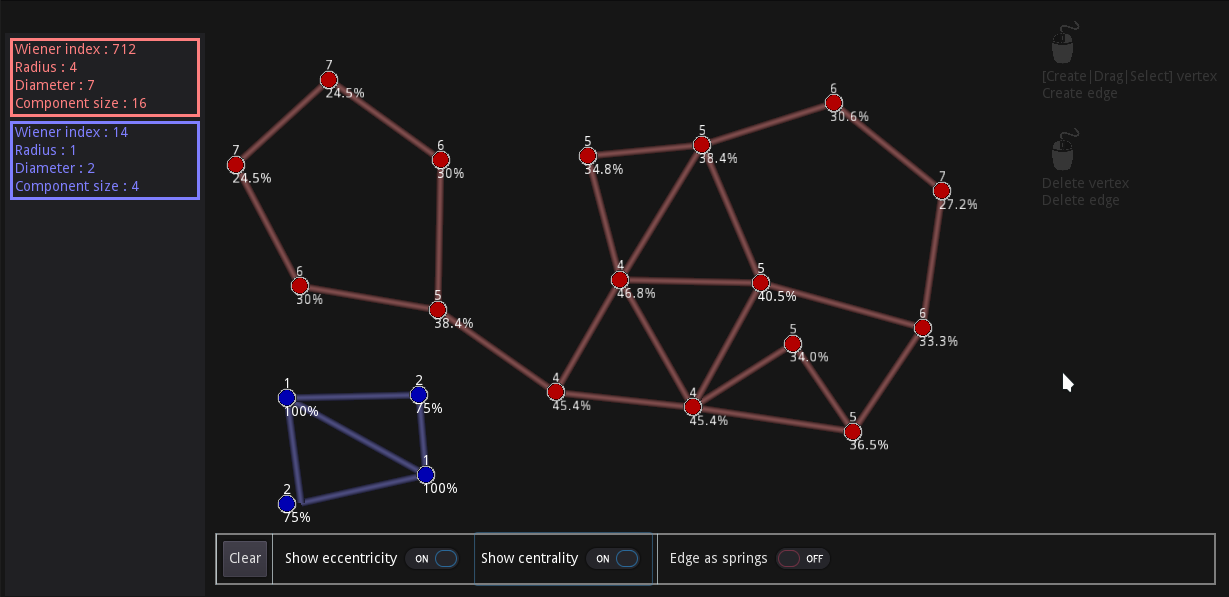 Wiener index : 712
Radius : 4
Diameter : 7
Component size : 16
Wiener index : 14
Radius : 1
Diameter : 2
Component size : 4
[Create|Drag|Select] vertex
Create edge
Delete vertex
Delete edge
7
24.5%
7
24.5%
6
30%
6
30%
5
38.4%
5
34.8%
5
38.4%
6
30.6%
7
27.2%
4
46.8%
5
40.5%
6
33.3%
5
34.0%
4
45.4%
4
45.4%
5
36.5%
1
100%
2
75%
1
100%
2
75%
Clear
Show eccentricity ON
Show centrality ON
Edge as springs OFF